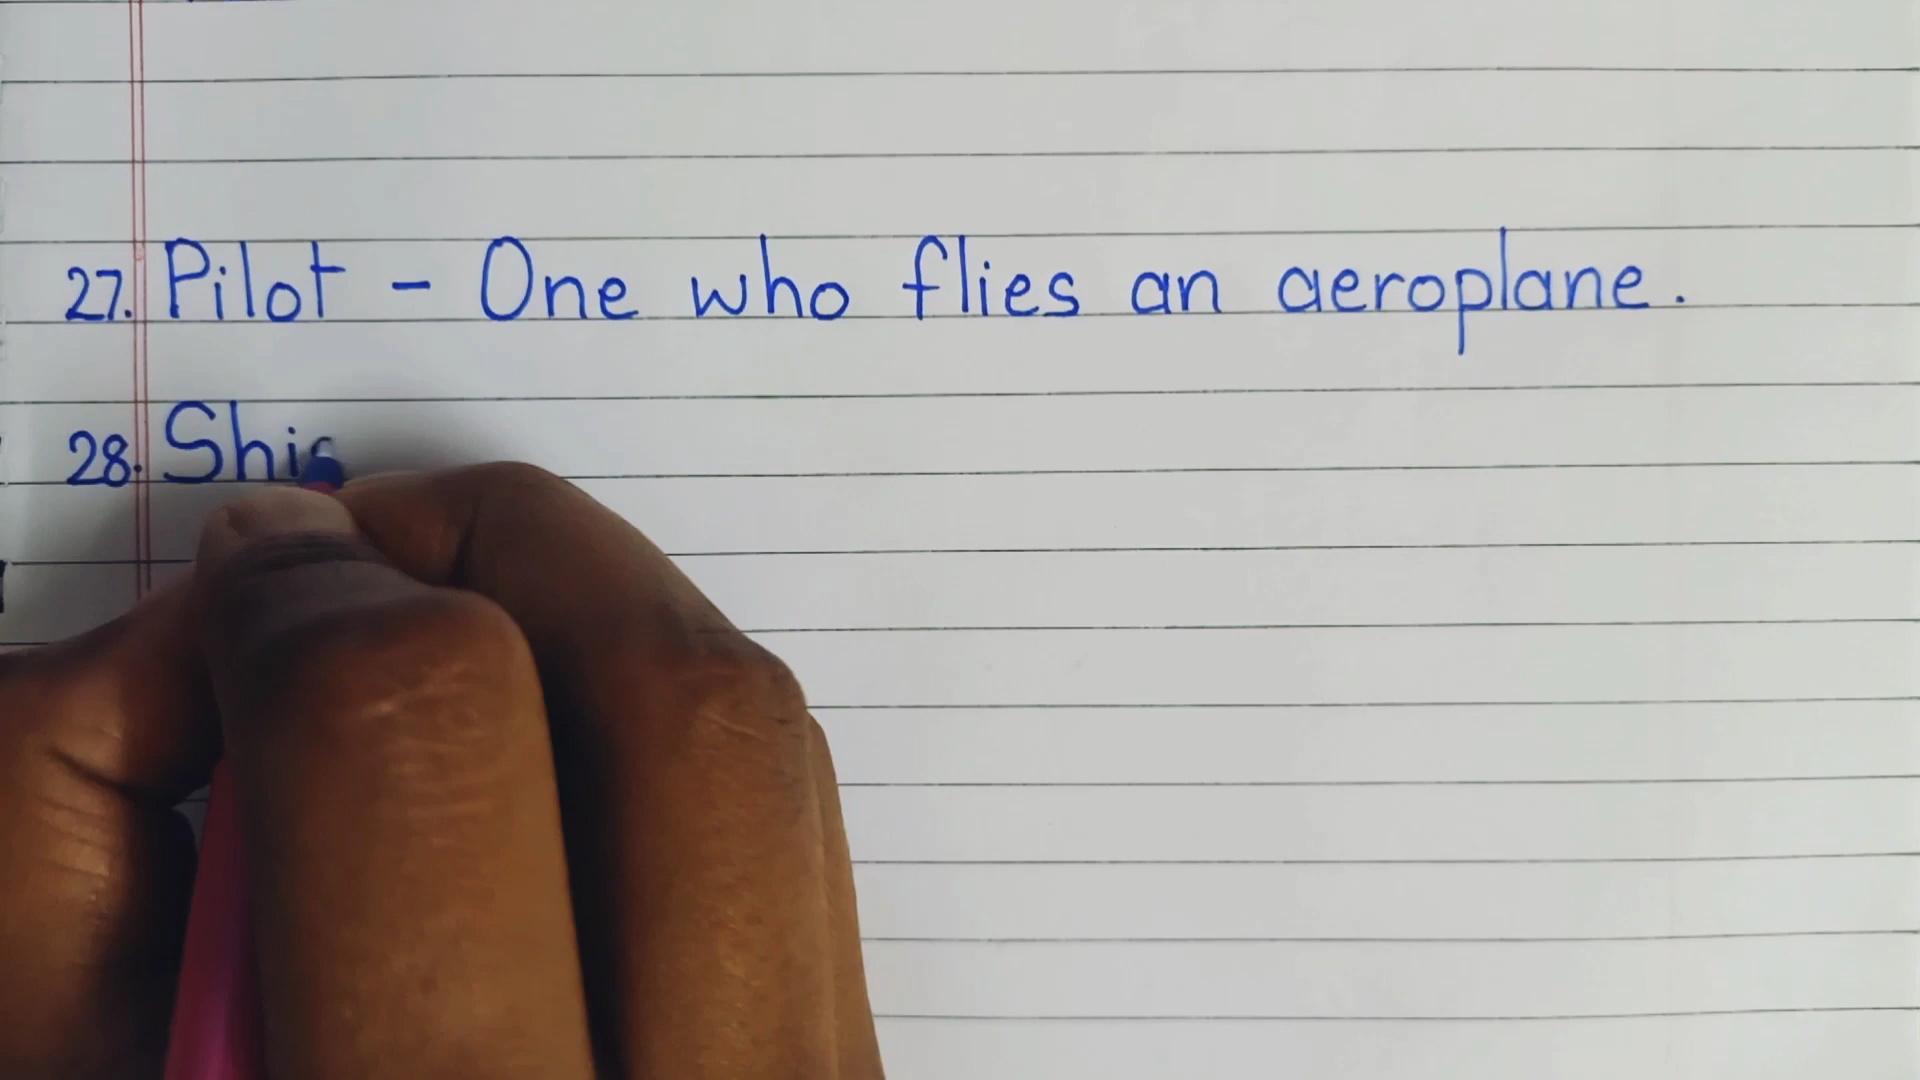 27. Pilot - One who flies an aeroplane.
28. Shi